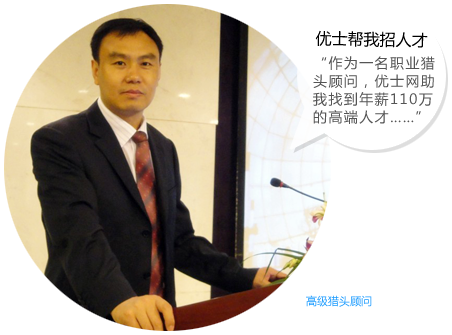 优士帮我招人才
“作为一名职业猎
头顾问，优士网助
我找到年薪110万
的高端人才……”
高级猎头顾问